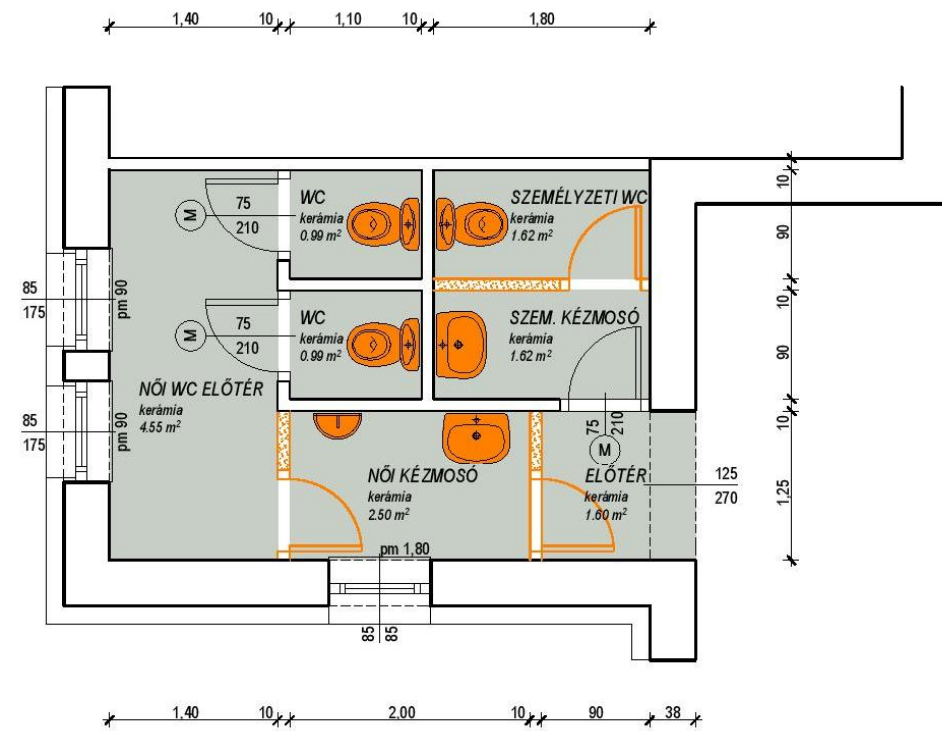 1,40 10 1,10 10 1,80
WC
kerámia
0.99 m²
SZEMÉLYZETI WC
kerámia
1.62 m²
M 75
210
10
90
10
90
10
1,25
85
175
pm 90
WC
kerámia
0.99 m²
SZEM. KÉZMOSÓ
kerámia
1.62 m²
M 75
210
NŐI WC ELŐTÉR
kerámia
4.55 m²
85
175
pm 90
75
210
M
NŐI KÉZMOSÓ
kerámia
2.50 m²
ELŐTÉR
kerámia
1.60 m²
125
270
pm 1,80
85
85
1,40 10 2,00 10 90 38